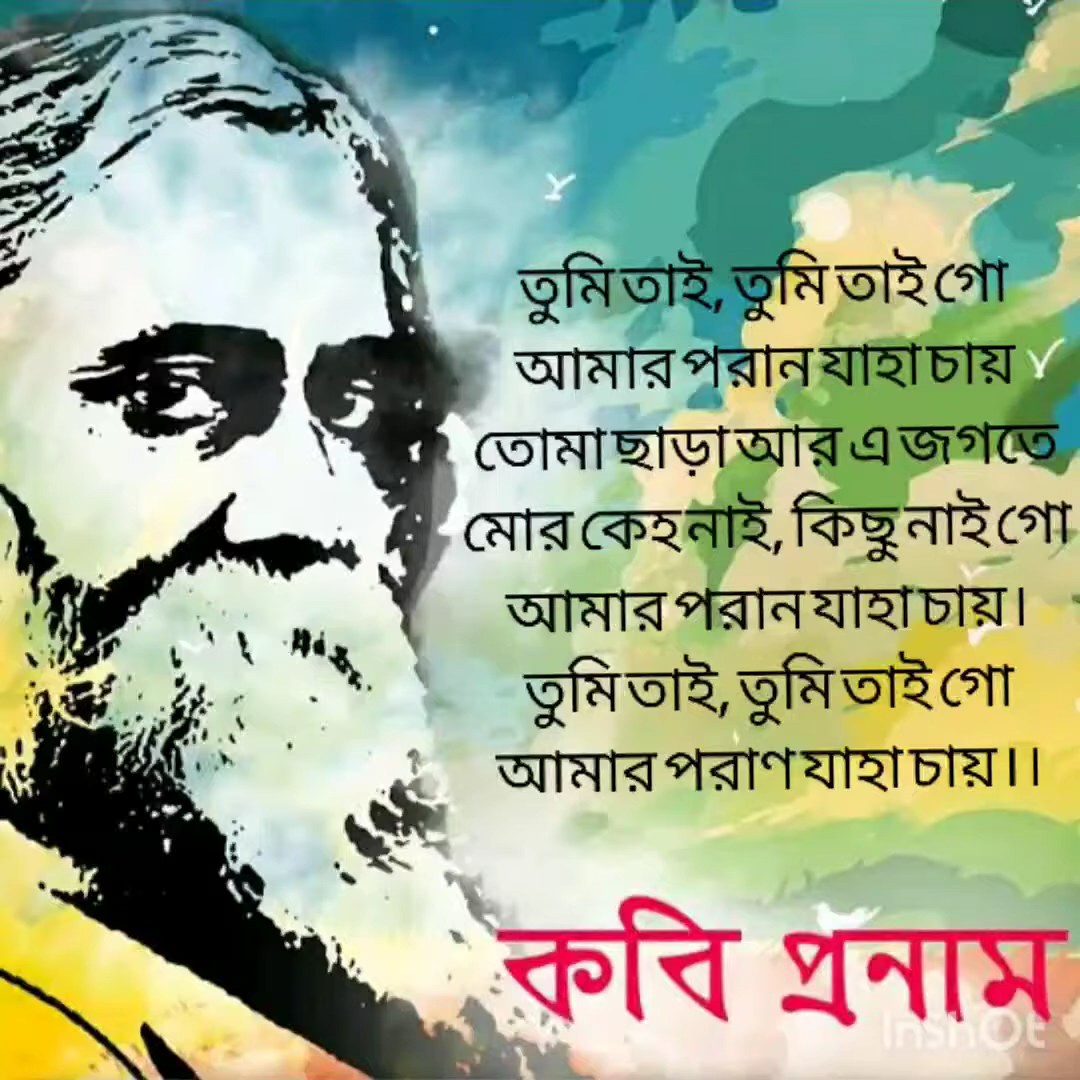 তুমি তাই, তুমি তাই গো
আমার পরান যাহা চায়
তোমা ছাড়া আর এ জগতে
মোর কেহ নাই, কিছু নাই গো
আমার পরান যাহা চায়।
তুমি তাই, তুমি তাই গো
আমার পরাণ যাহা চায়।।
কবি প্রনাম
InShOt